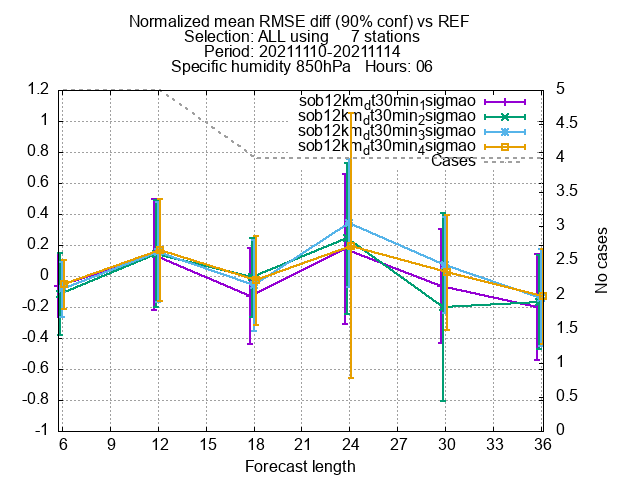 Normalized mean RMSE diff (90% conf) vs REF
Selection: ALL using 7 stations
Period: 20211110-20211114
Specific humidity 850hPa Hours: 06
sob12km_dt30min_1sigmao
sob12km_dt30min_2sigmao
sob12km_dt30min_3sigmao
sob12km_dt30min_4sigmao
Cases
1.2
1
0.8
0.6
0.4
0.2
0
-0.2
-0.4
-0.6
-0.8
-1
5
4.5
4
3.5
3
2.5
2
1.5
1
0.5
0
No cases
6 9 12 15 18 21 24 27 30 33 36
Forecast length